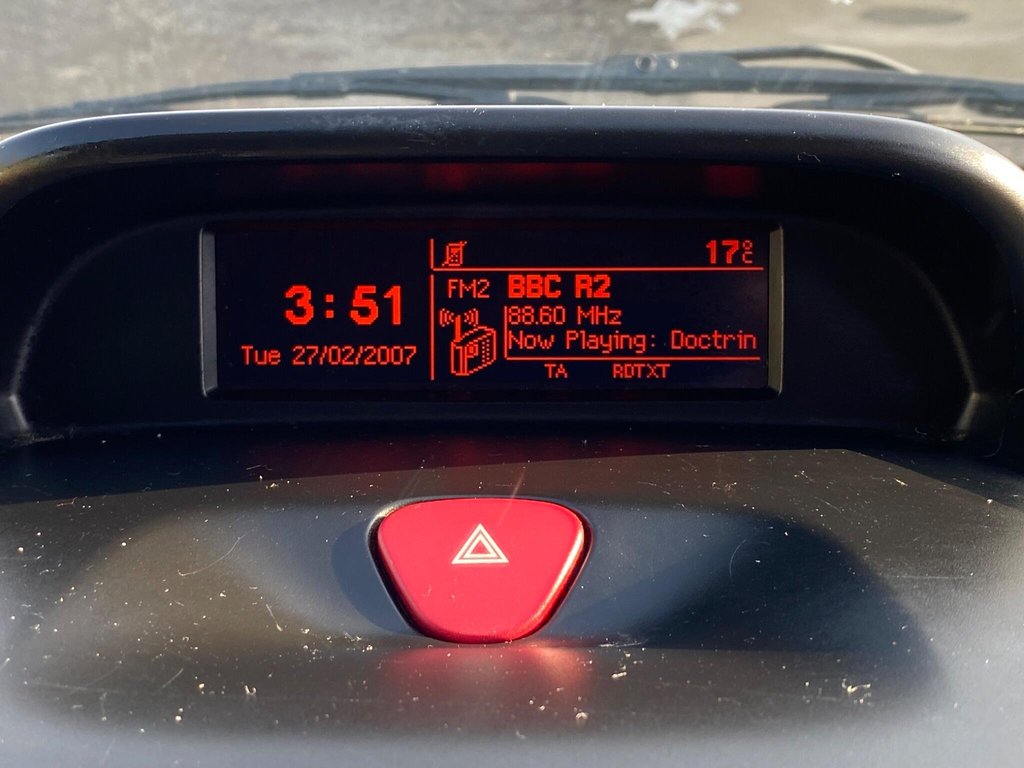 17°C
3:51
Tue 27/02/2007
FM2 BBC R2
88.60 MHz
Now Playing: Doctrin
TA RDTXT